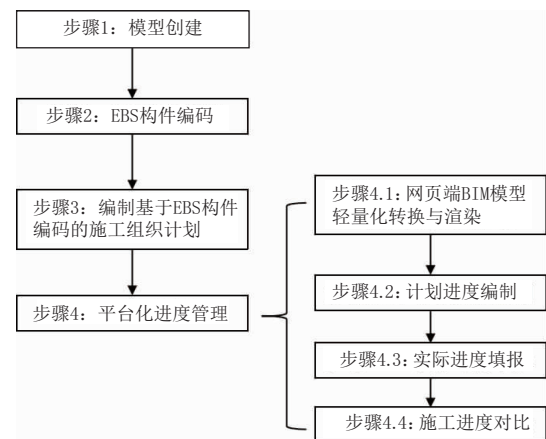 步骤1：模型创建
步骤2：EBS构件编码
步骤3：编制基于EBS构件
编码的施工组织计划
步骤4：平台化进度管理
步骤4.1：网页端BIM模型
轻量化转换与渲染
步骤4.2：计划进度编制
步骤4.3：实际进度填报
步骤4.4：施工进度对比